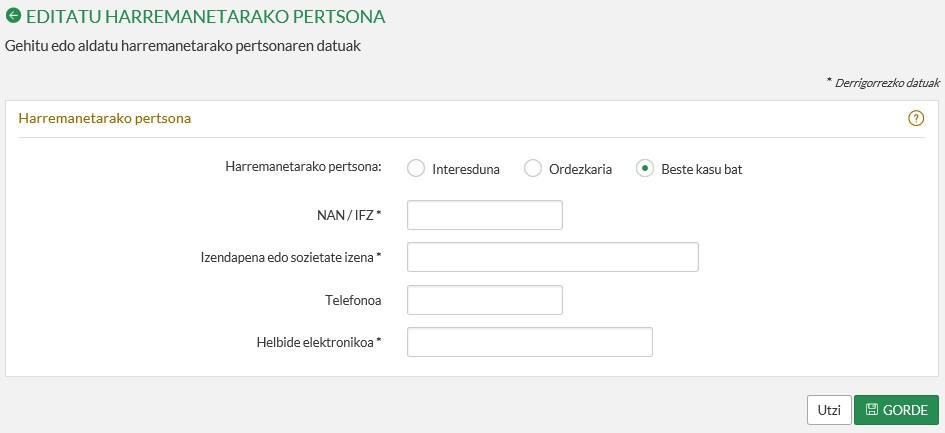 EDITATU HARREMANETARAKO PERTSONA
Gehitu edo aldatu harremanetarako pertsonaren datuak
* Derrigorrezko datuak
Harremanetarako pertsona
?
Harremanetarako pertsona: Interesduna Ordezkaria Beste kasu bat
NAN / IFZ *
Izendapena edo sozietate izena *
Telefonoa
Helbide elektronikoa *
Utzi GORDE